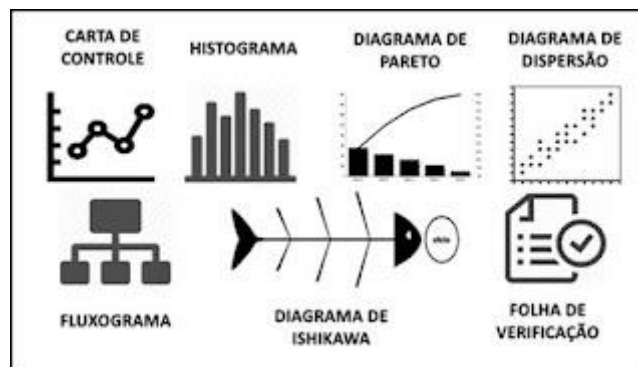 CARTA DE
CONTROLE
HISTOGRAMA
DIAGRAMA DE
PARETO
DIAGRAMA DE
DISPERSÃO
FLUXOGRAMA
DIAGRAMA DE
ISHIKAWA
FOLHA DE
VERIFICAÇÃO